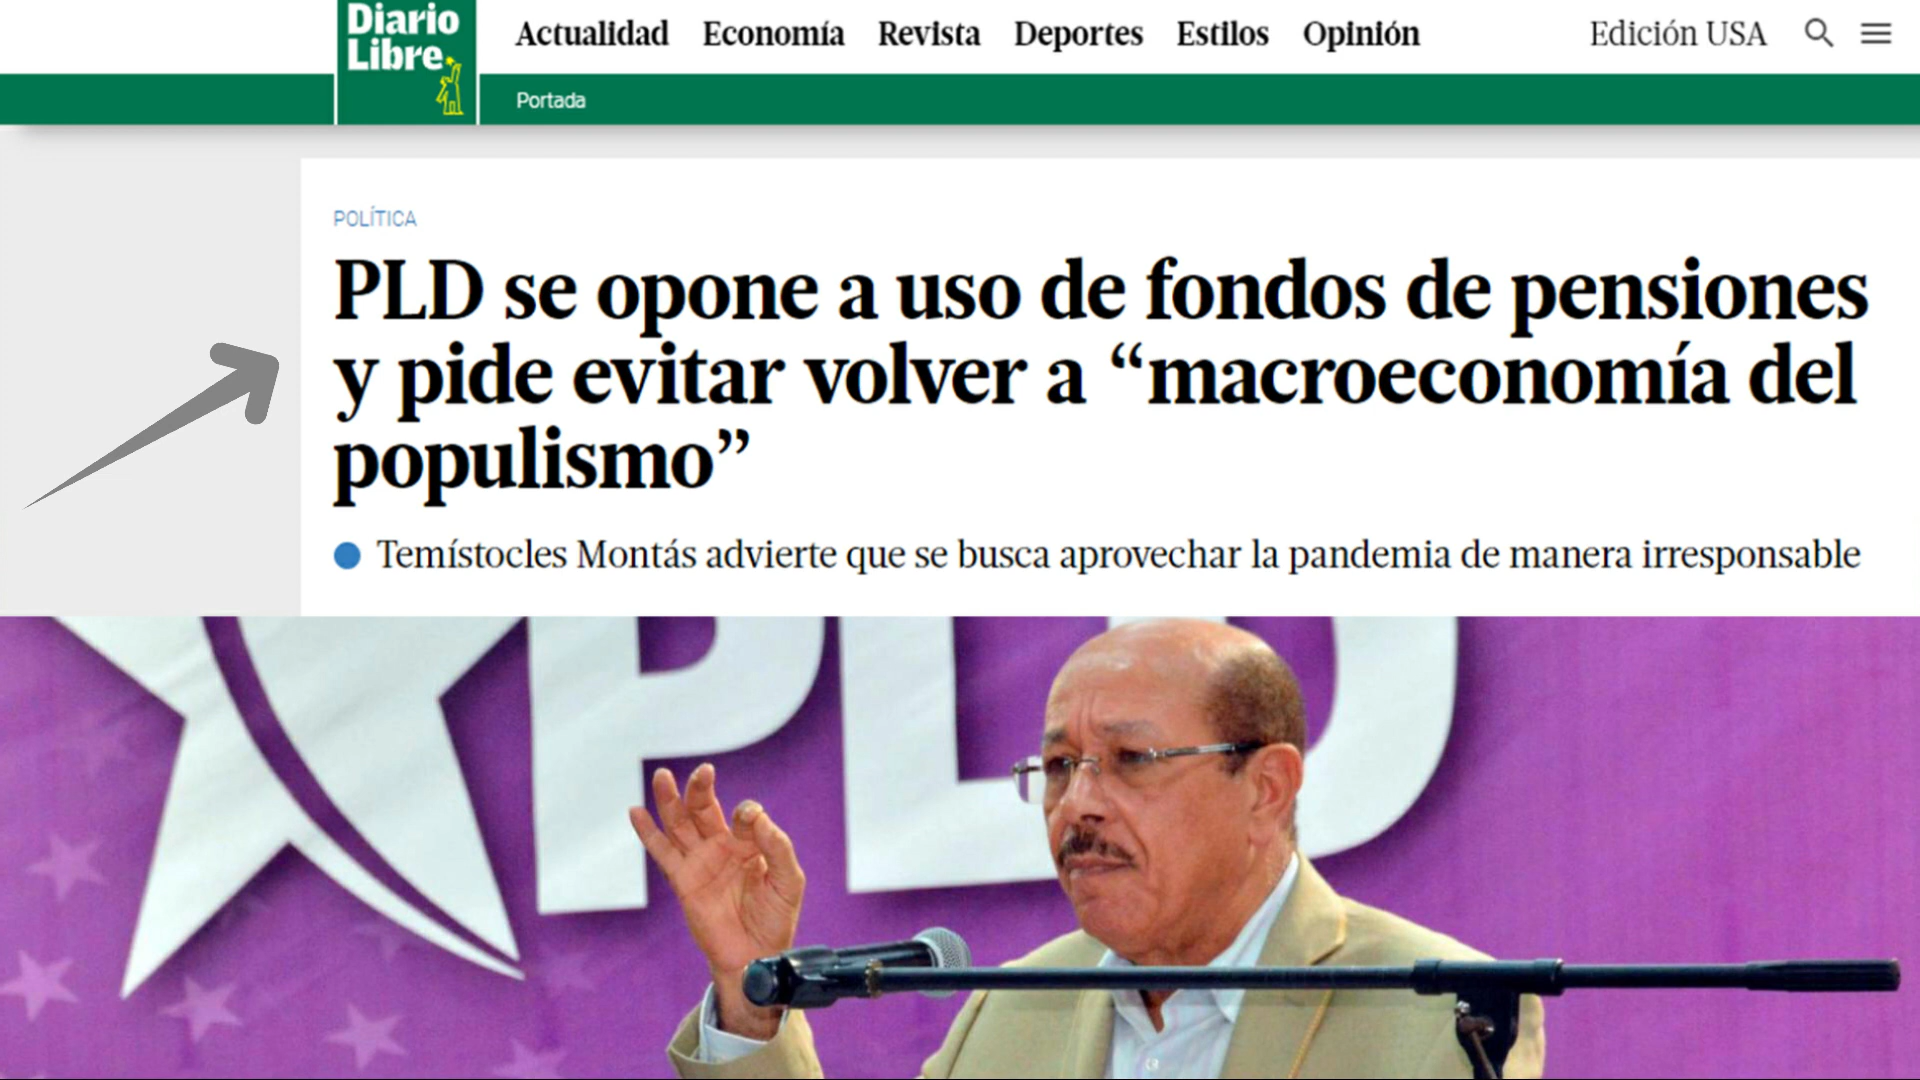 Diario
Libre
Actualidad Economía Revista Deportes Estilos Opinión Edición USA
Portada
POLÍTICA
PLD se opone a uso de fondos de pensiones
y pide evitar volver a “macroeconomía del
populismo”
Temístocles Montás advierte que se busca aprovechar la pandemia de manera irresponsable
PLD